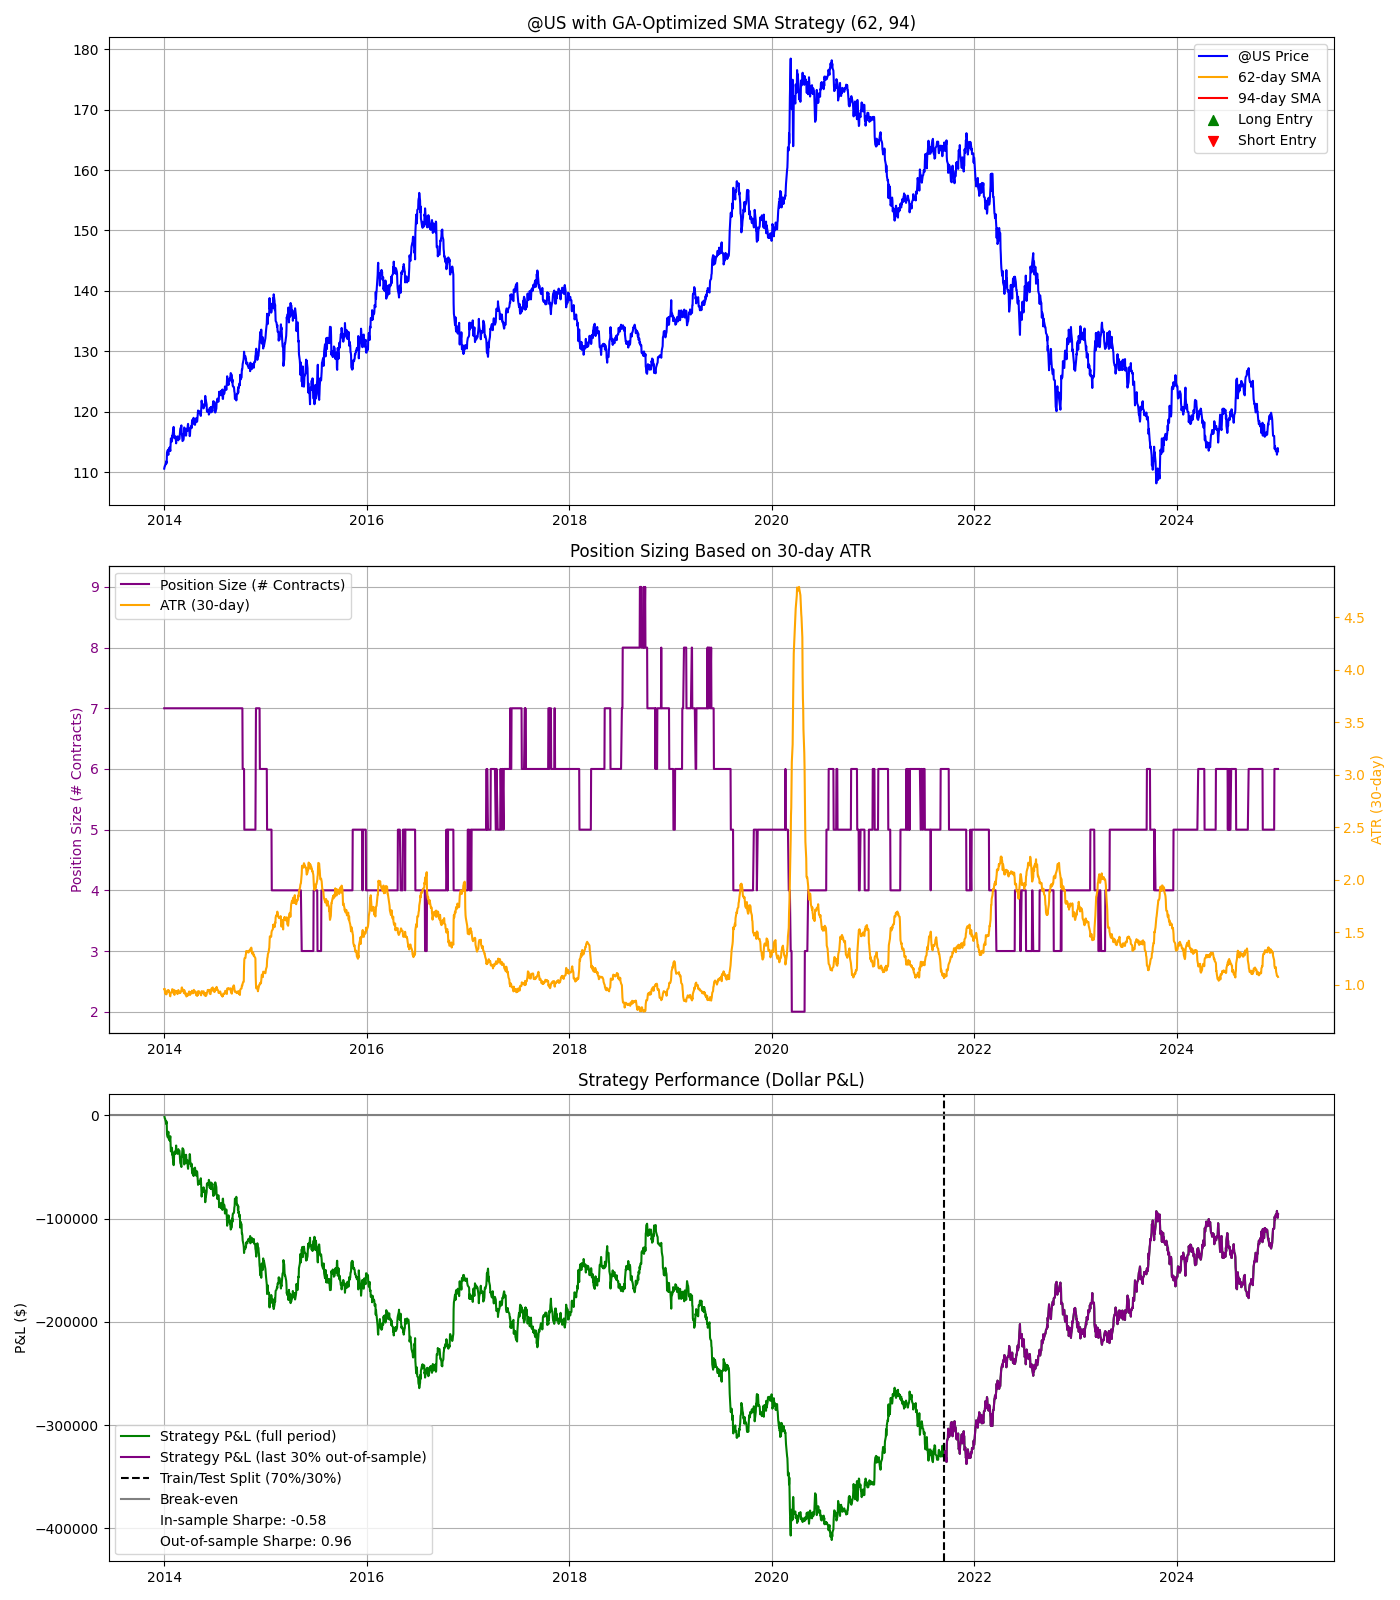 @US with GA-Optimized SMA Strategy (62, 94)
180
170
160
150
140
130
120
110
@US Price
62-day SMA
94-day SMA
Long Entry
Short Entry
2014 2016 2018 2020 2022 2024
Position Sizing Based on 30-day ATR
Position Size (# Contracts)
9
8
7
6
5
4
3
2
Position Size (# Contracts)
ATR (30-day)
4.5
4.0
3.5
3.0
2.5
2.0
1.5
1.0
ATR (30-day)
2014 2016 2018 2020 2022 2024
Strategy Performance (Dollar P&L)
P&L ($)
0
−100000
−200000
−300000
−400000
Strategy P&L (full period)
Strategy P&L (last 30% out-of-sample)
Train/Test Split (70%/30%)
Break-even
In-sample Sharpe: -0.58
Out-of-sample Sharpe: 0.96
2014 2016 2018 2020 2022 2024